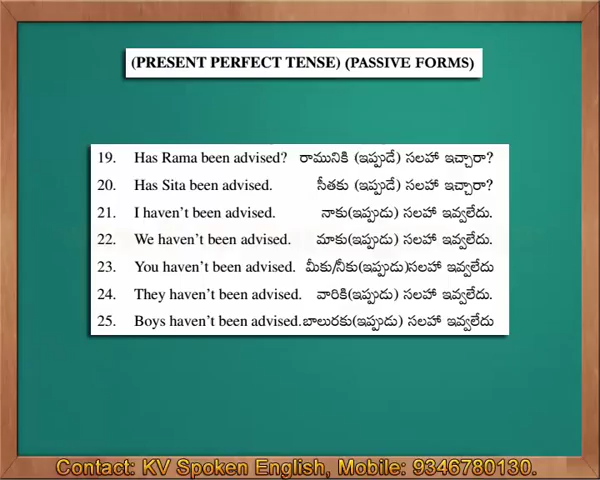 (PRESENT PERFECT TENSE) (PASSIVE FORMS)
19. Has Rama been advised? రామునికి (ఇప్పుడే) సలహా ఇచ్చారా?
20. Has Sita been advised. సీతకు (ఇప్పుడే) సలహా ఇచ్చారా?
21. I haven't been advised. నాకు(ఇప్పుడు) సలహా ఇవ్వలేదు.
22. We haven't been advised. మాకు(ఇప్పుడు) సలహా ఇవ్వలేదు.
23. You haven't been advised. మీకు/నీకు(ఇప్పుడు)సలహా ఇవ్వలేదు
24. They haven't been advised. వారికి(ఇప్పుడు) సలహా ఇవ్వలేదు.
25. Boys haven't been advised.బాలురకు(ఇప్పుడు) సలహా ఇవ్వలేదు
Contact: KV Spoken English, Mobile: 9346780130.